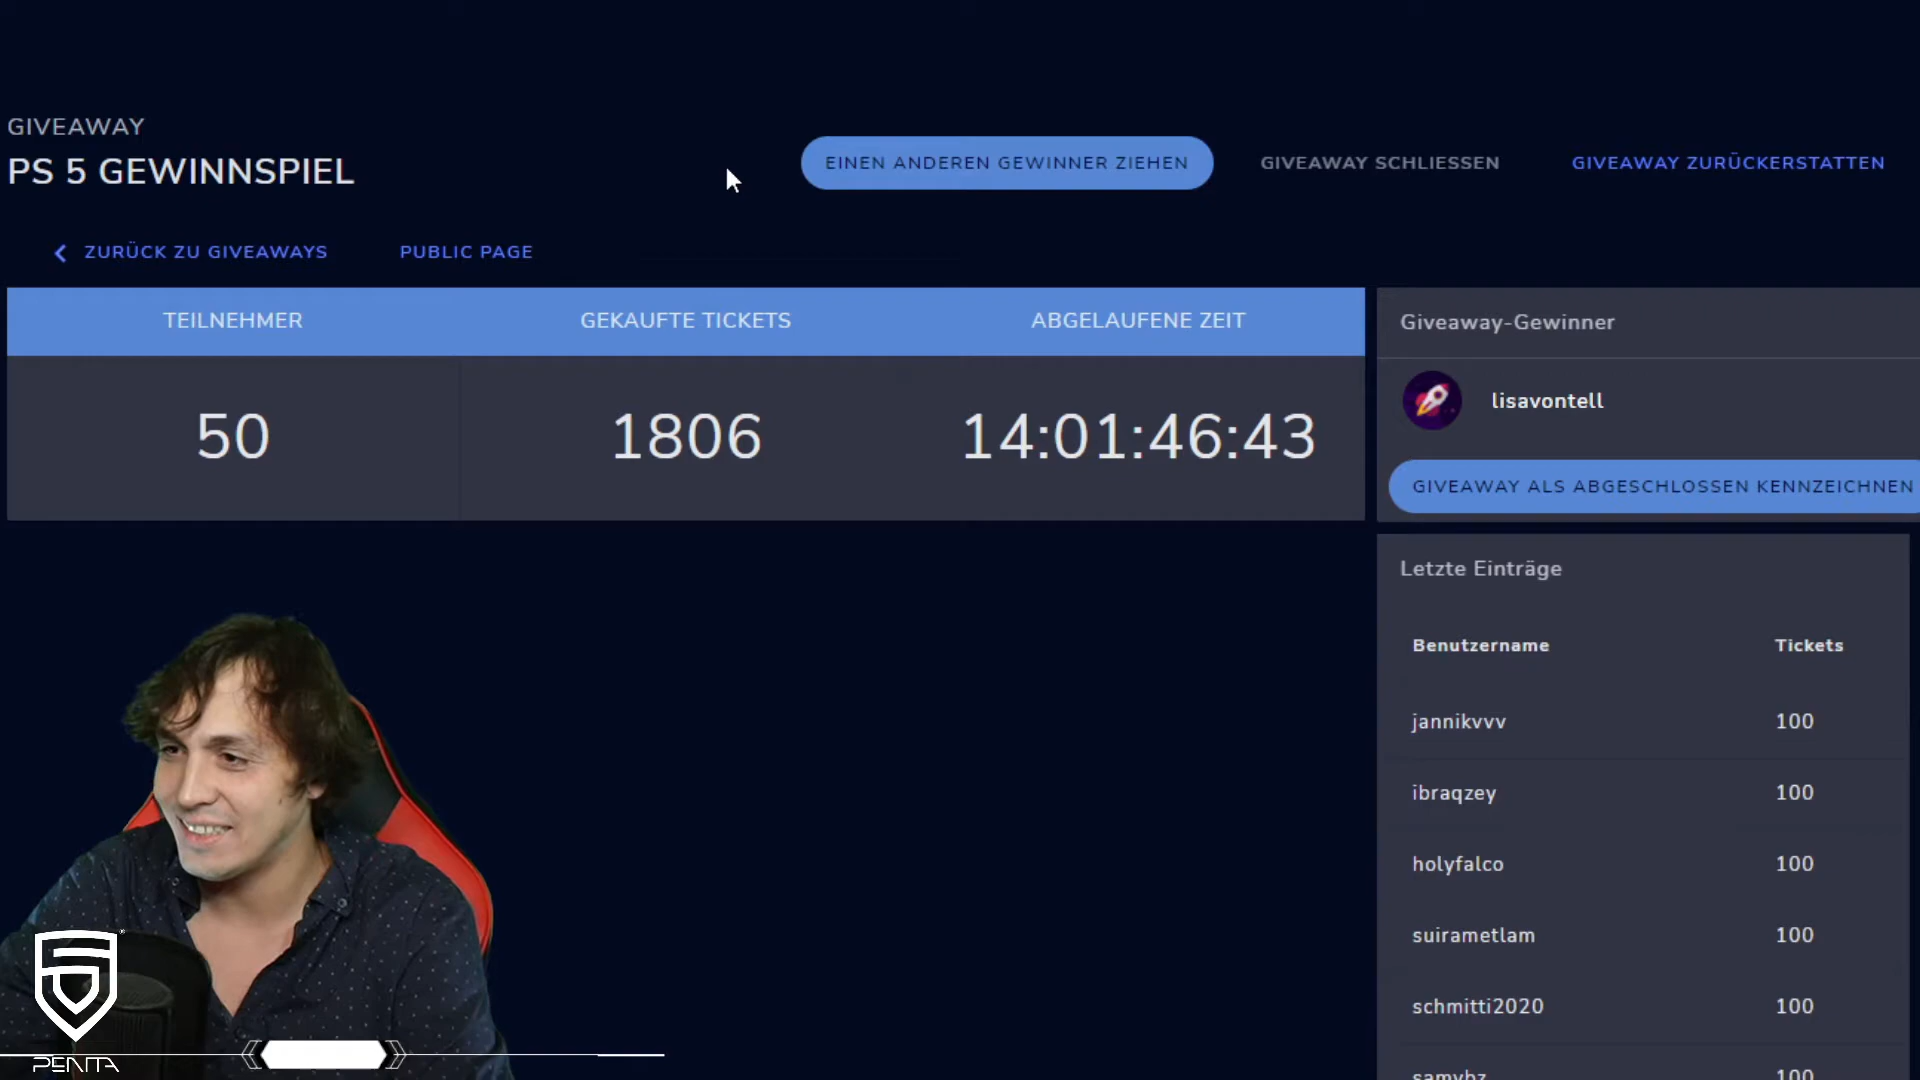 GIVEAWAY
PS 5 GEWINNSPIEL
EINEN ANDEREN GEWINNER ZIEHEN
GIVEAWAY SCHLIESSEN
GIVEAWAY ZURÜCKERSTATTEN
ZURÜCK ZU GIVEAWAYS
PUBLIC PAGE
TEILNEHMER GEKAUFTE TICKETS ABGELAUFENE ZEIT
50 1806 14:01:46:43
Giveaway-Gewinner
lisavontell
GIVEAWAY ALS ABGESCHLOSSEN KENNZEICHNEN
Letzte Einträge
Benutzername Tickets
jannikvvv 100
ibraqzey 100
holyfalco 100
suirametlam 100
schmitti2020 100
100
PENTA